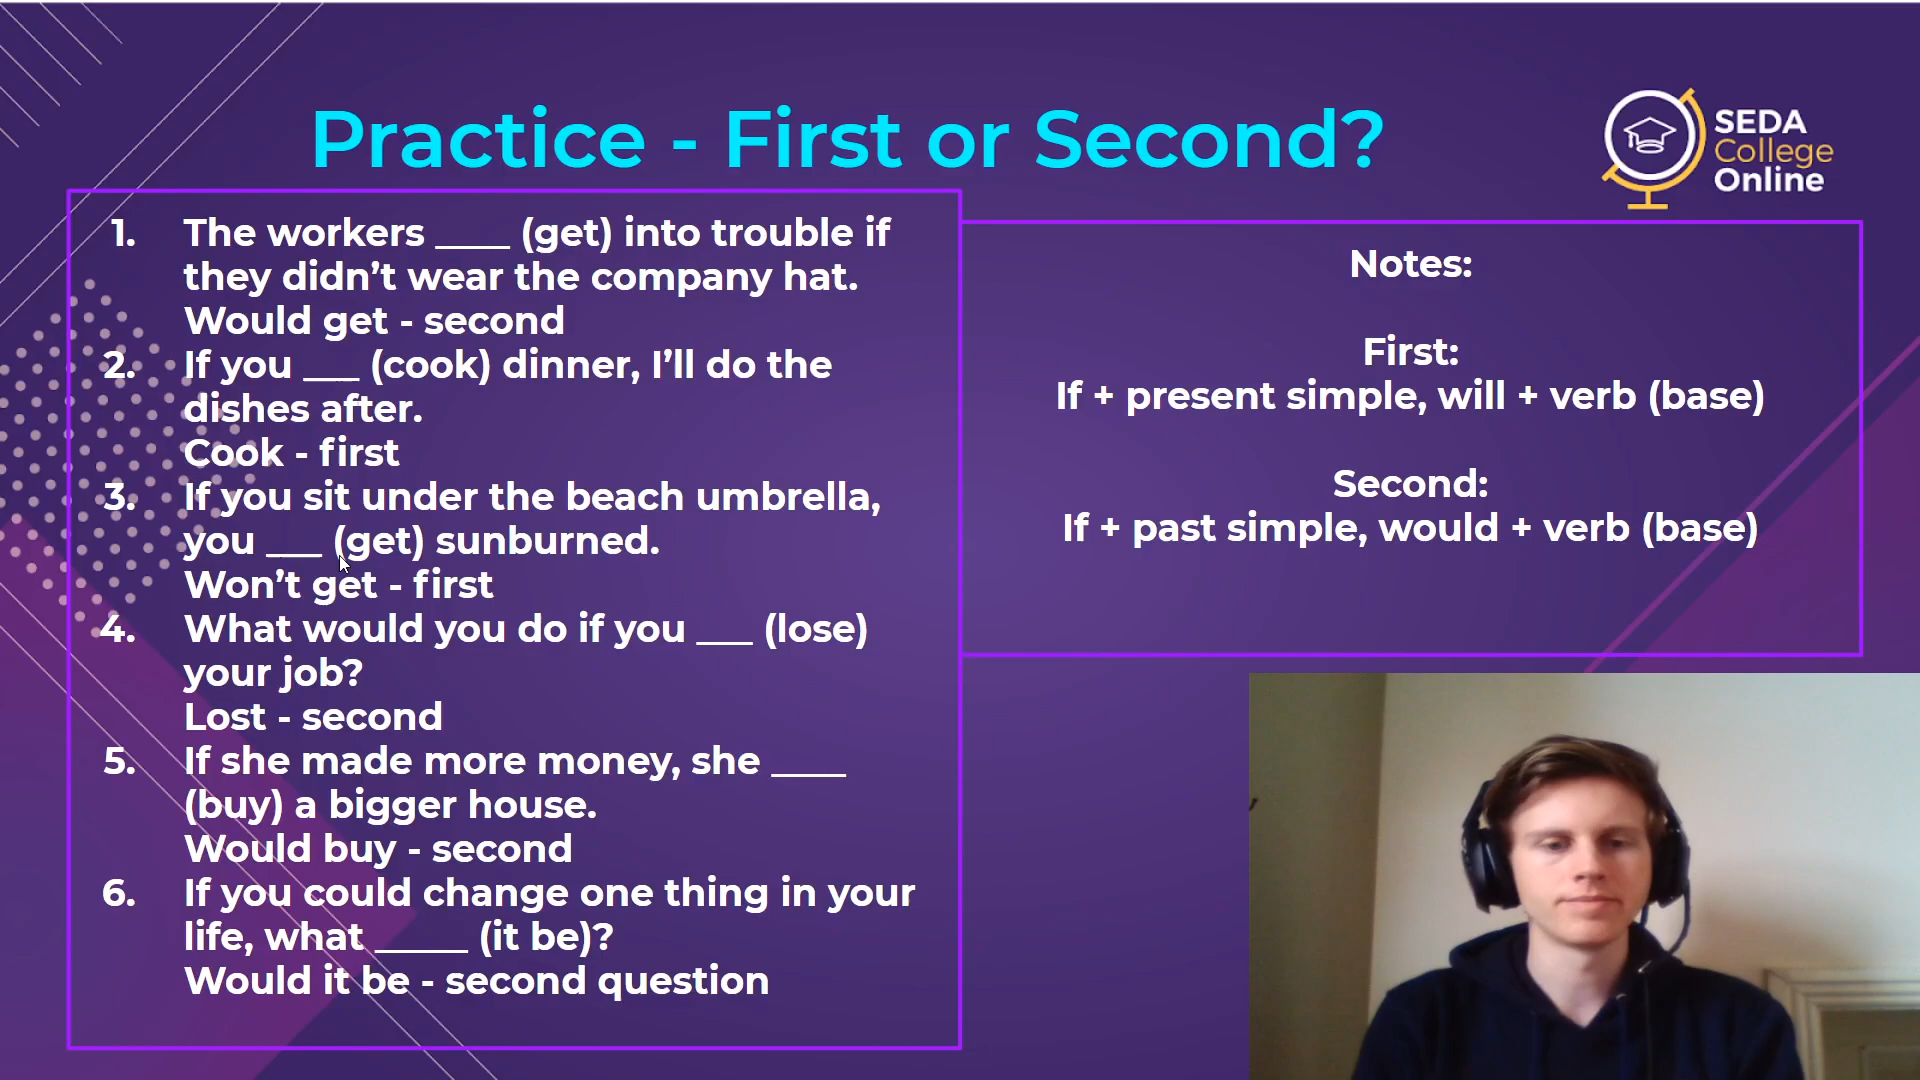 Practice - First or Second?
SEDA
College
Online
1. The workers ____ (get) into trouble if
they didn't wear the company hat.
Would get - second
2. If you ___ (cook) dinner, I'll do the
dishes after.
Cook - first
3. If you sit under the beach umbrella,
you ___ (get) sunburned.
Won't get - first
4. What would you do if you ___ (lose)
your job?
Lost - second
5. If she made more money, she ____
(buy) a bigger house.
Would buy - second
6. If you could change one thing in your
life, what _____ (it be)?
Would it be - second question
Notes:
First:
If + present simple, will + verb (base)
Second:
If + past simple, would + verb (base)